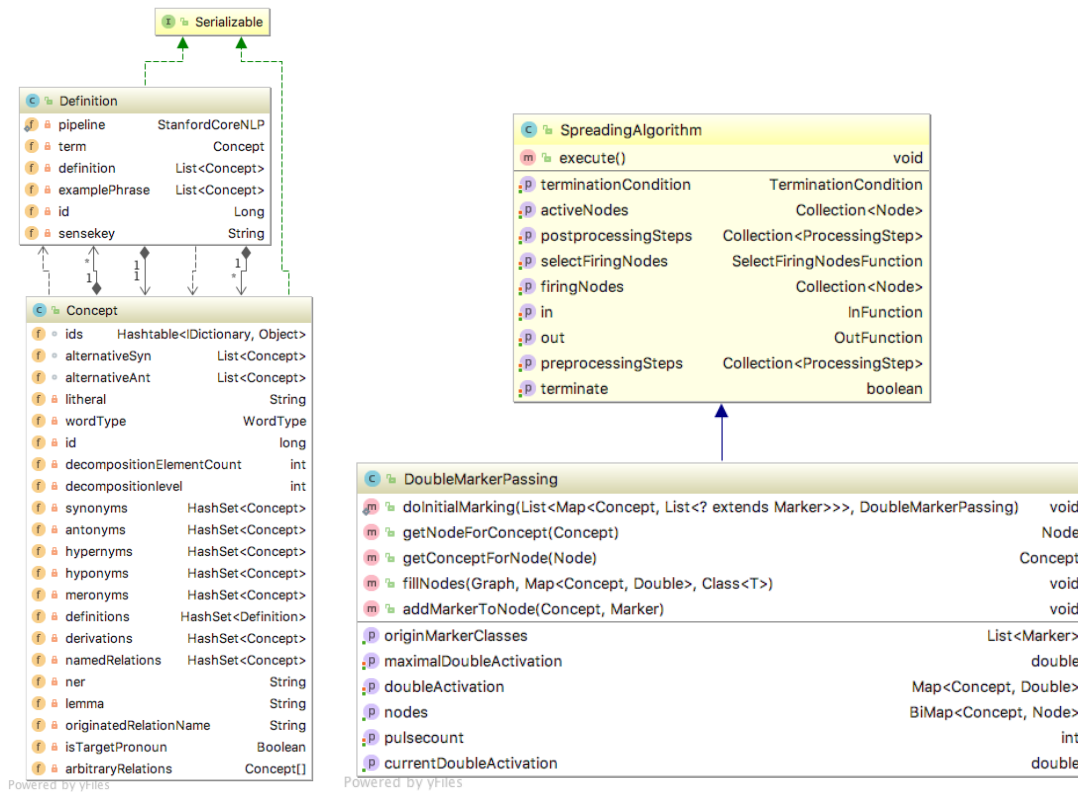 Serializable
Definition
pipeline StanfordCoreNLP
term Concept
definition List<Concept>
examplePhrase List<Concept>
id Long
sensekey String
* 1 1 1 1 *
Concept
ids Hashtable<IDictionary, Object>
alternativeSyn List<Concept>
alternativeAnt List<Concept>
litheral String
wordType WordType
id long
decompositionElementCount int
decompositionlevel int
synonyms HashSet<Concept>
antonyms HashSet<Concept>
hypernyms HashSet<Concept>
hyponyms HashSet<Concept>
meronyms HashSet<Concept>
definitions HashSet<Definition>
derivations HashSet<Concept>
namedRelations HashSet<Concept>
ner String
lemma String
originatedRelationName String
isTargetPronoun Boolean
arbitraryRelations Concept[]
Powered by yFiles
SpreadingAlgorithm
execute() void
terminationCondition TerminationCondition
activeNodes Collection<Node>
postprocessingSteps Collection<ProcessingStep>
selectFiringNodes SelectFiringNodesFunction
firingNodes Collection<Node>
in InFunction
out OutFunction
preprocessingSteps Collection<ProcessingStep>
terminate boolean
DoubleMarkerPassing
doInitialMarking(List<Map<Concept, List<? extends Marker>>>, DoubleMarkerPassing) void
getNodeForConcept(Concept) Node
getConceptForNode(Node) Concept
fillNodes(Graph, Map<Concept, Double>, Class<T>) void
addMarkerToNode(Concept, Marker) void
originMarkerClasses List<Marker>
maximalDoubleActivation double
doubleActivation Map<Concept, Double>
nodes BiMap<Concept, Node>
pulsecount int
currentDoubleActivation double
Powered by yFiles